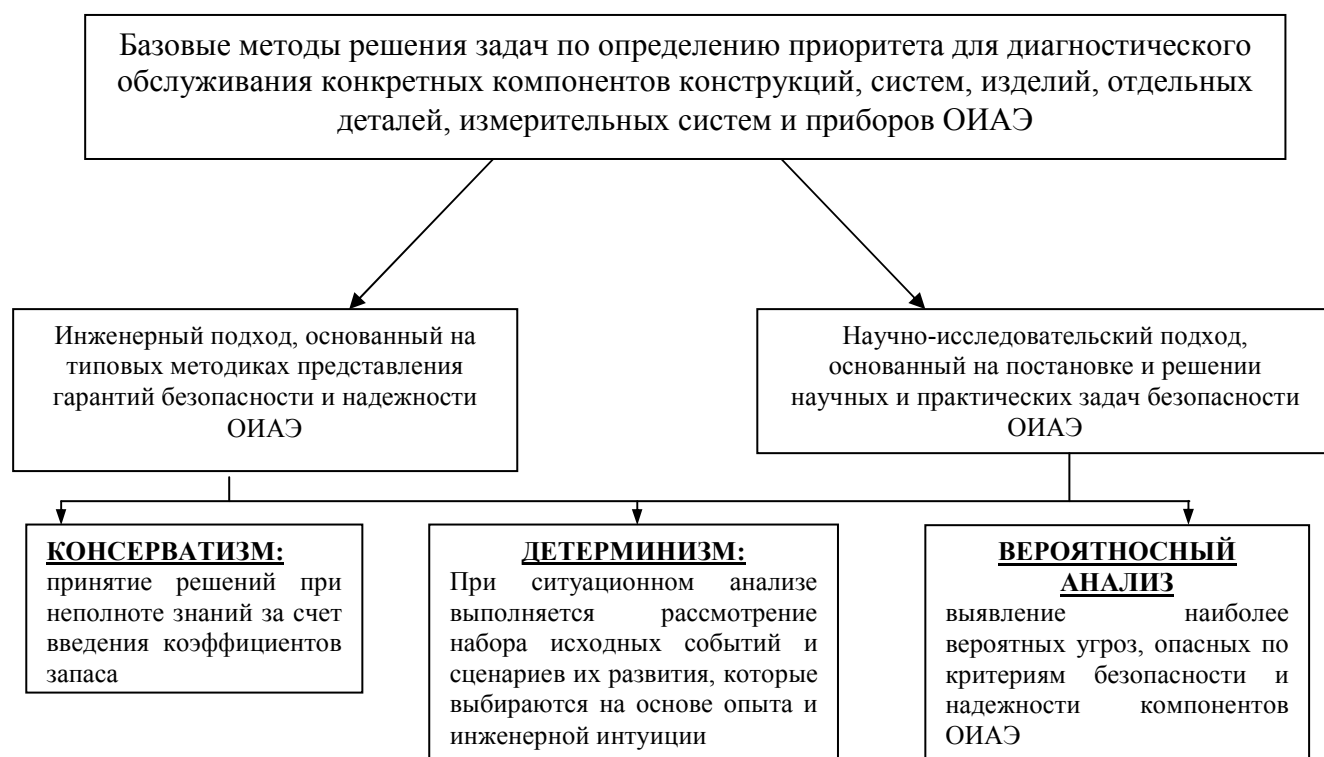 Базовые методы решения задач по определению приоритета для диагностического
обслуживания конкретных компонентов конструкций, систем, изделий, отдельных
деталей, измерительных систем и приборов ОИАЭ
Инженерный подход, основанный на
типовых методиках представления
гарантий безопасности и надежности
ОИАЭ
Научно-исследовательский подход,
основанный на постановке и решении
научных и практических задач безопасности
ОИАЭ
КОНСЕРВАТИЗМ:
принятие решений при
неполноте знаний за счет
введения коэффициентов
запаса
ДЕТЕРМИНИЗМ:
При ситуационном анализе
выполняется рассмотрение
набора исходных событий и
сценариев их развития, которые
выбираются на основе опыта и
инженерной интуиции
ВЕРОЯТНОСНЫЙ
АНАЛИЗ
выявление наиболее
вероятных угроз, опасных по
критериям безопасности и
надежности компонентов
ОИАЭ